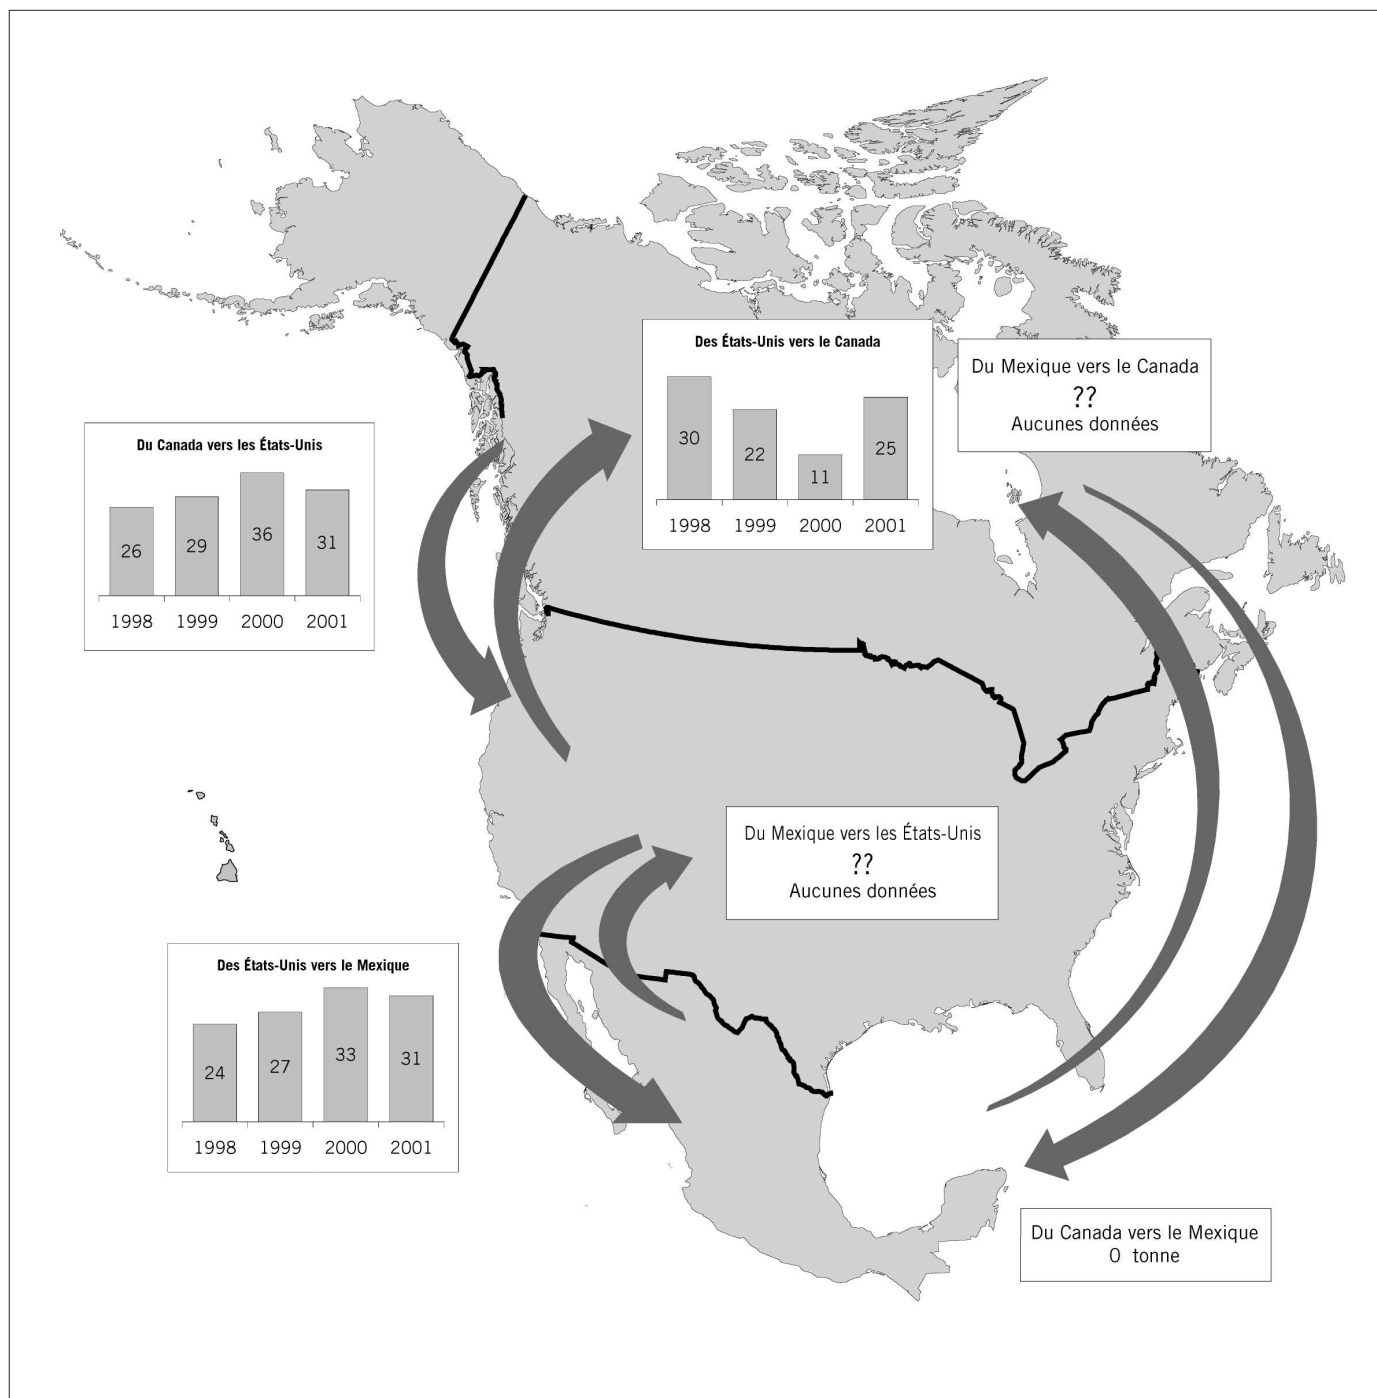 Des États-Unis vers le Canada
30
22
11
25
1998 1999 2000 2001
Du Mexique vers le Canada
??
Aucunes données
Du Canada vers les États-Unis
26
29
36
31
1998 1999 2000 2001
Du Mexique vers les États-Unis
??
Aucunes données
Des États-Unis vers le Mexique
24
27
33
31
1998 1999 2000 2001
Du Canada vers le Mexique
0 tonne